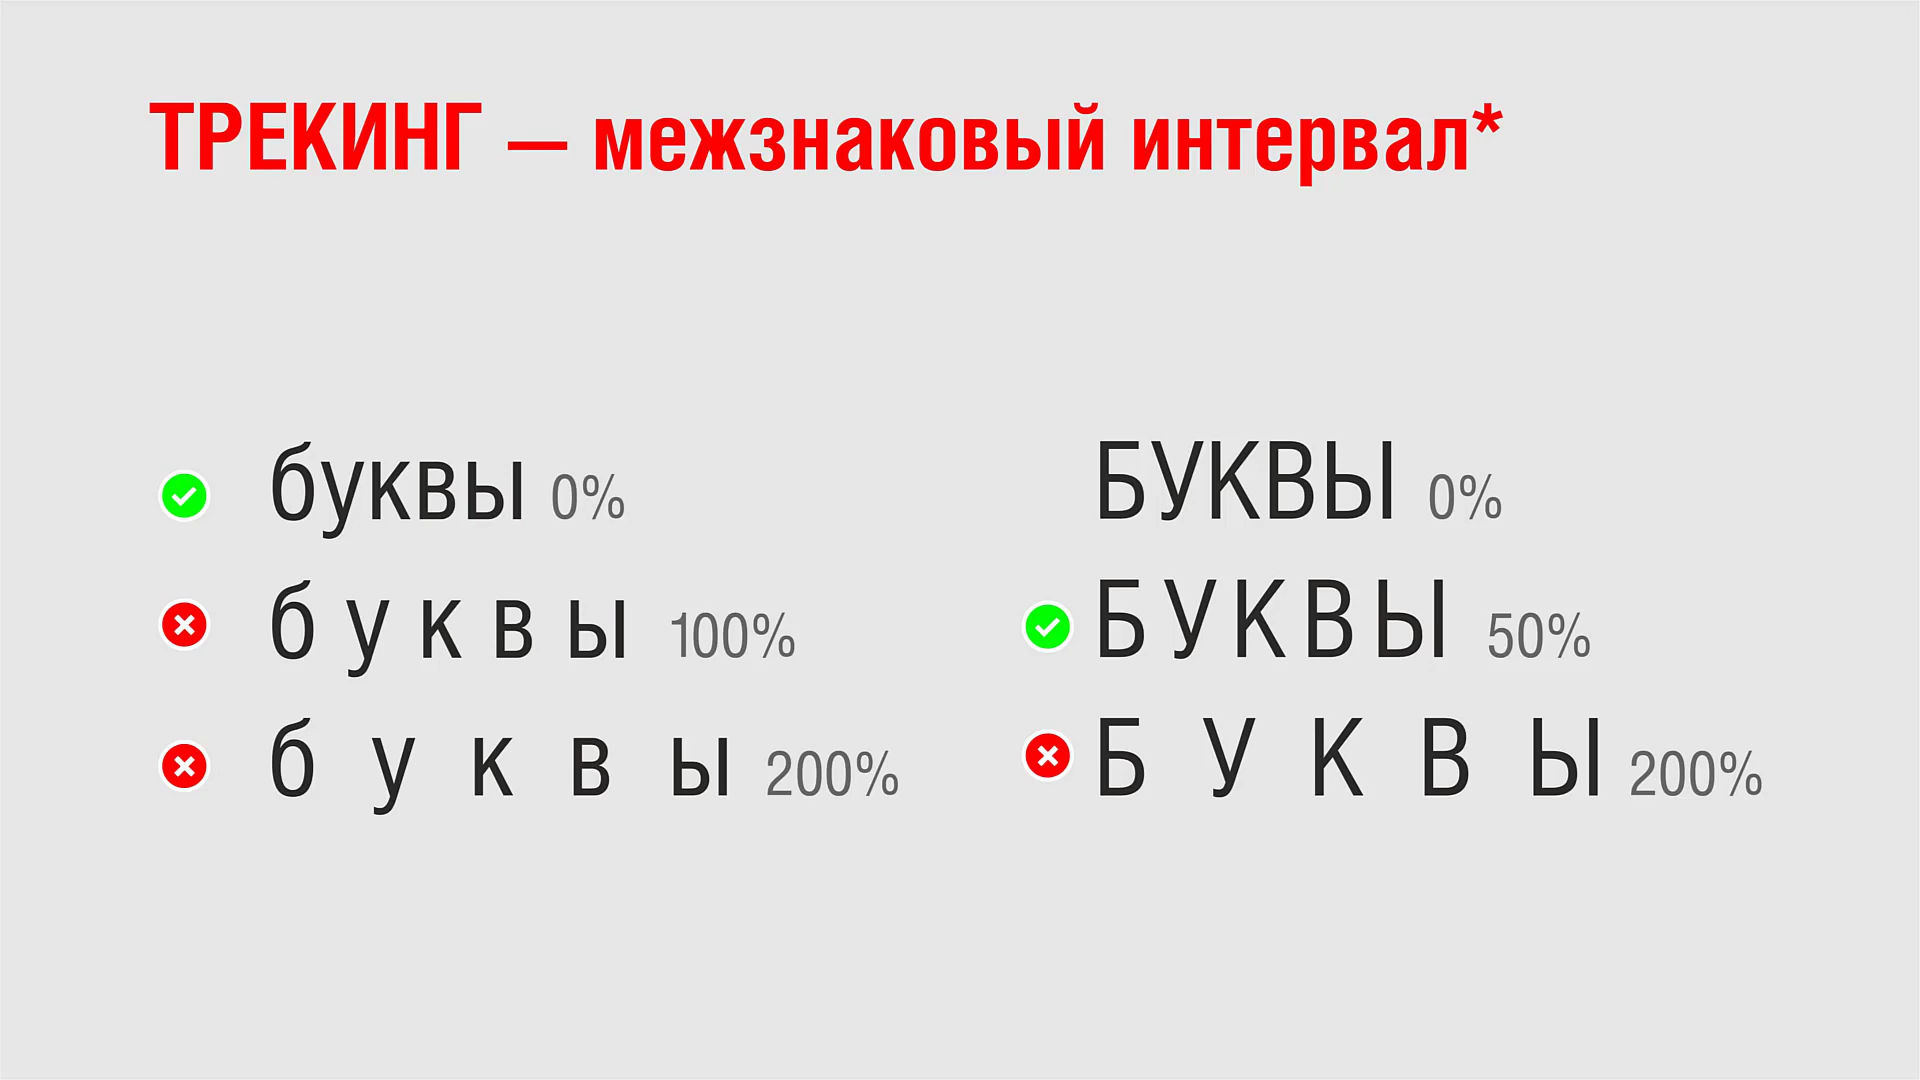 ТРЕКИНГ — межзнаковый интервал*
буквы 0%
б у к в ы 100%
б у к в ы 200%
БУКВЫ 0%
Б У К В Ы 50%
Б У К В Ы 200%